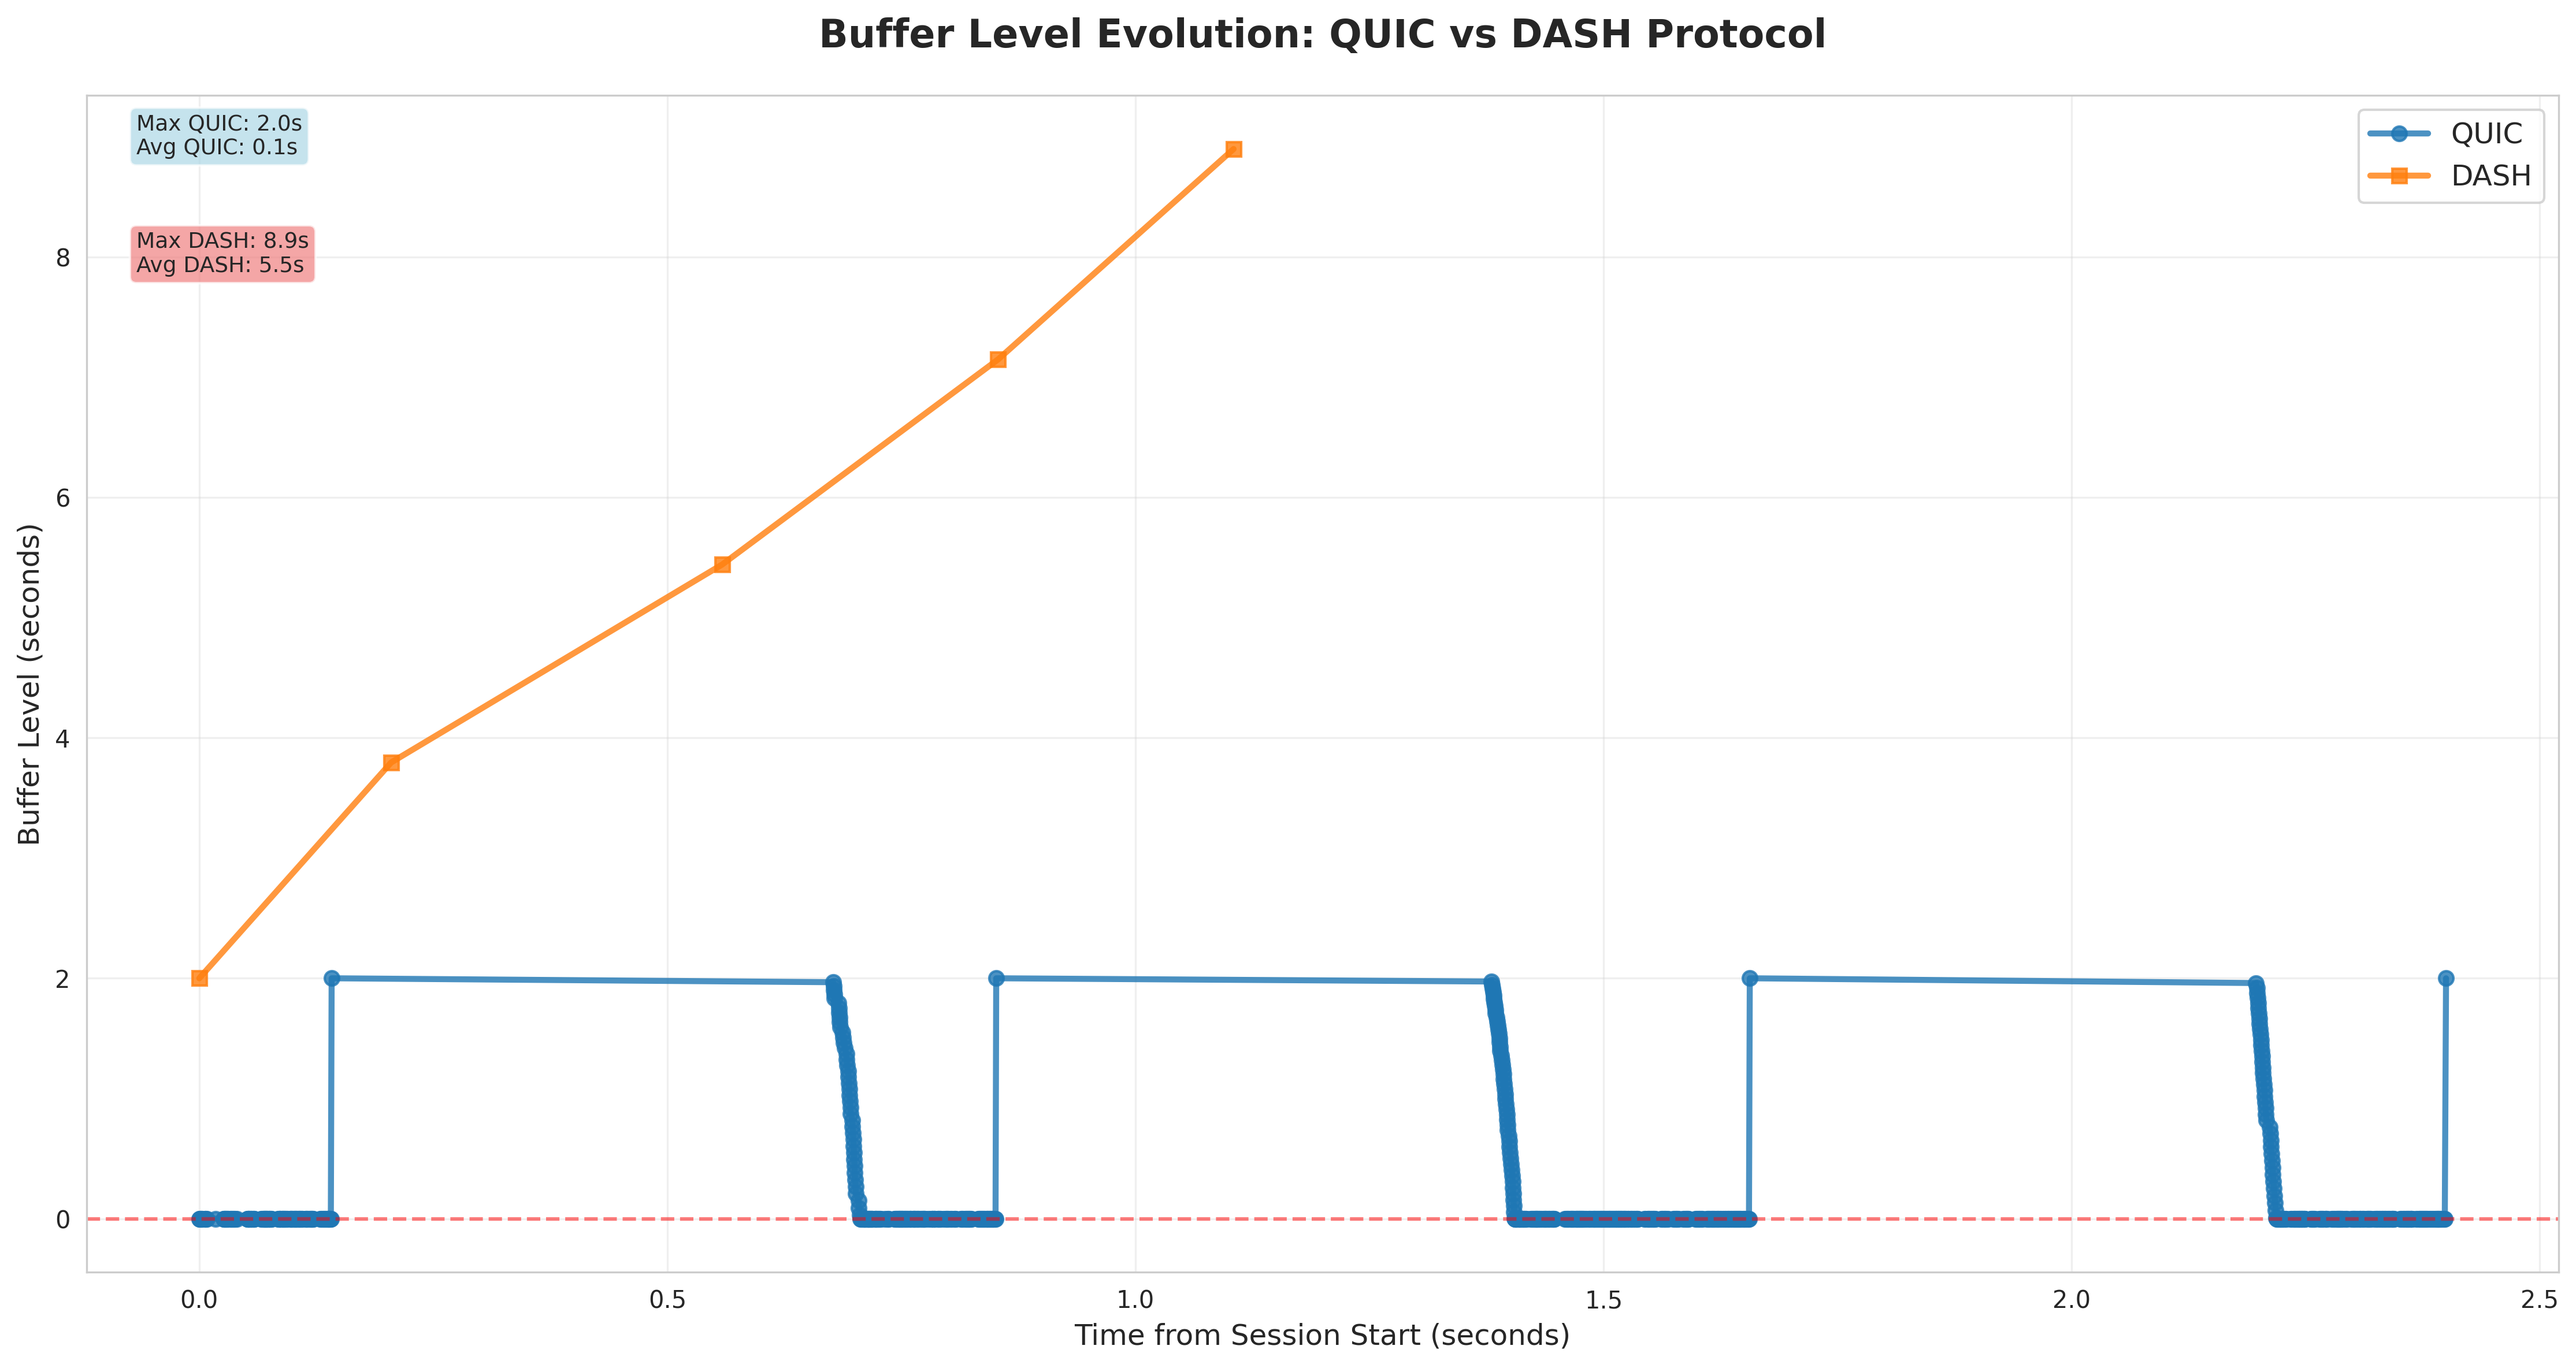 Buffer Level Evolution: QUIC vs DASH Protocol
Max QUIC: 2.0s
Avg QUIC: 0.1s
Max DASH: 8.9s
Avg DASH: 5.5s
QUIC
DASH
Buffer Level (seconds)
8
6
4
2
0
0.0
0.5
1.0
1.5
2.0
2.5
Time from Session Start (seconds)